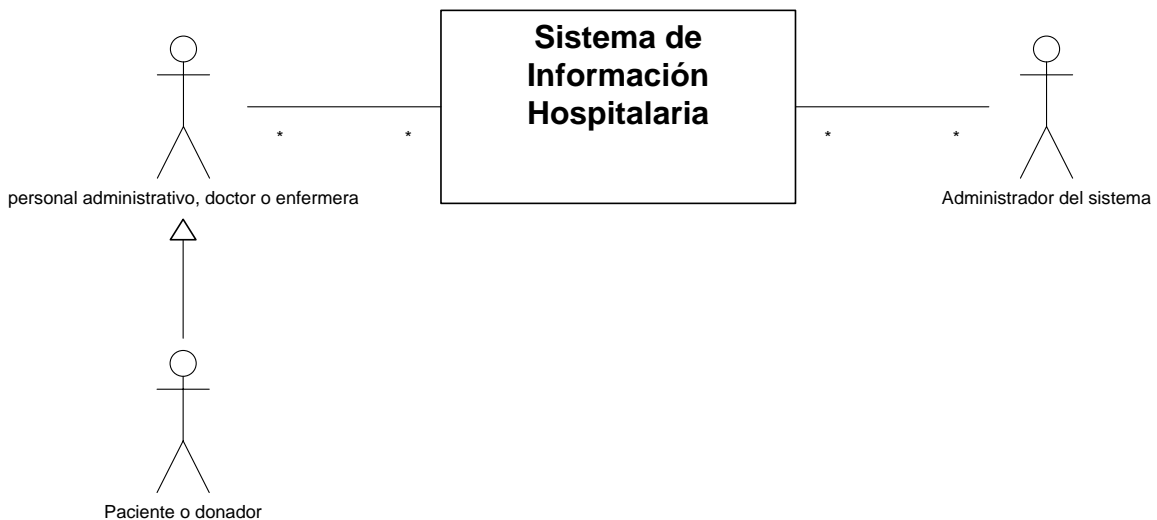 Sistema de
Información
Hospitalaria
* * * *
personal administrativo, doctor o enfermera
Administrador del sistema
Paciente o donador